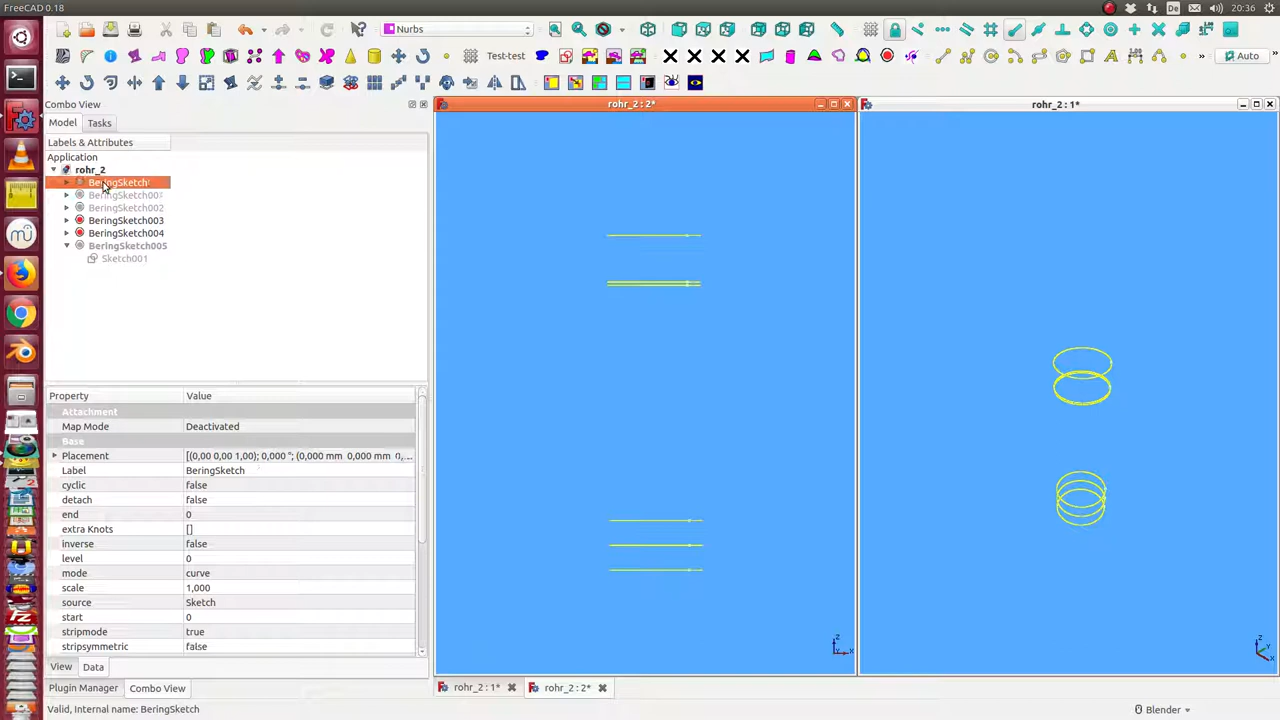 FreeCAD 0.18
De
20:36
Nurbs
Test-test
Auto
Combo View
Model Tasks
Labels & Attributes
Application
rohr_2
BeringSketch
BeringSketch002
BeringSketch003
BeringSketch004
BeringSketch005
Sketch001
rohr_2 : 2*
rohr_2 : 1*
Property Value
Attachment
Map Mode Deactivated
Base
Placement [(0,00 0,00 1,00); 0,000 °; (0,000 mm 0,000 mm 0,...
Label BeringSketch
cyclic false
detach false
end 0
extra Knots []
inverse false
level 0
mode curve
scale 1,000
source Sketch
start 0
stripmode true
stripsymmetric false
View Data
Plugin Manager Combo View
rohr_2 : 1* rohr_2 : 2*
Valid, Internal name: BeringSketch
Blender